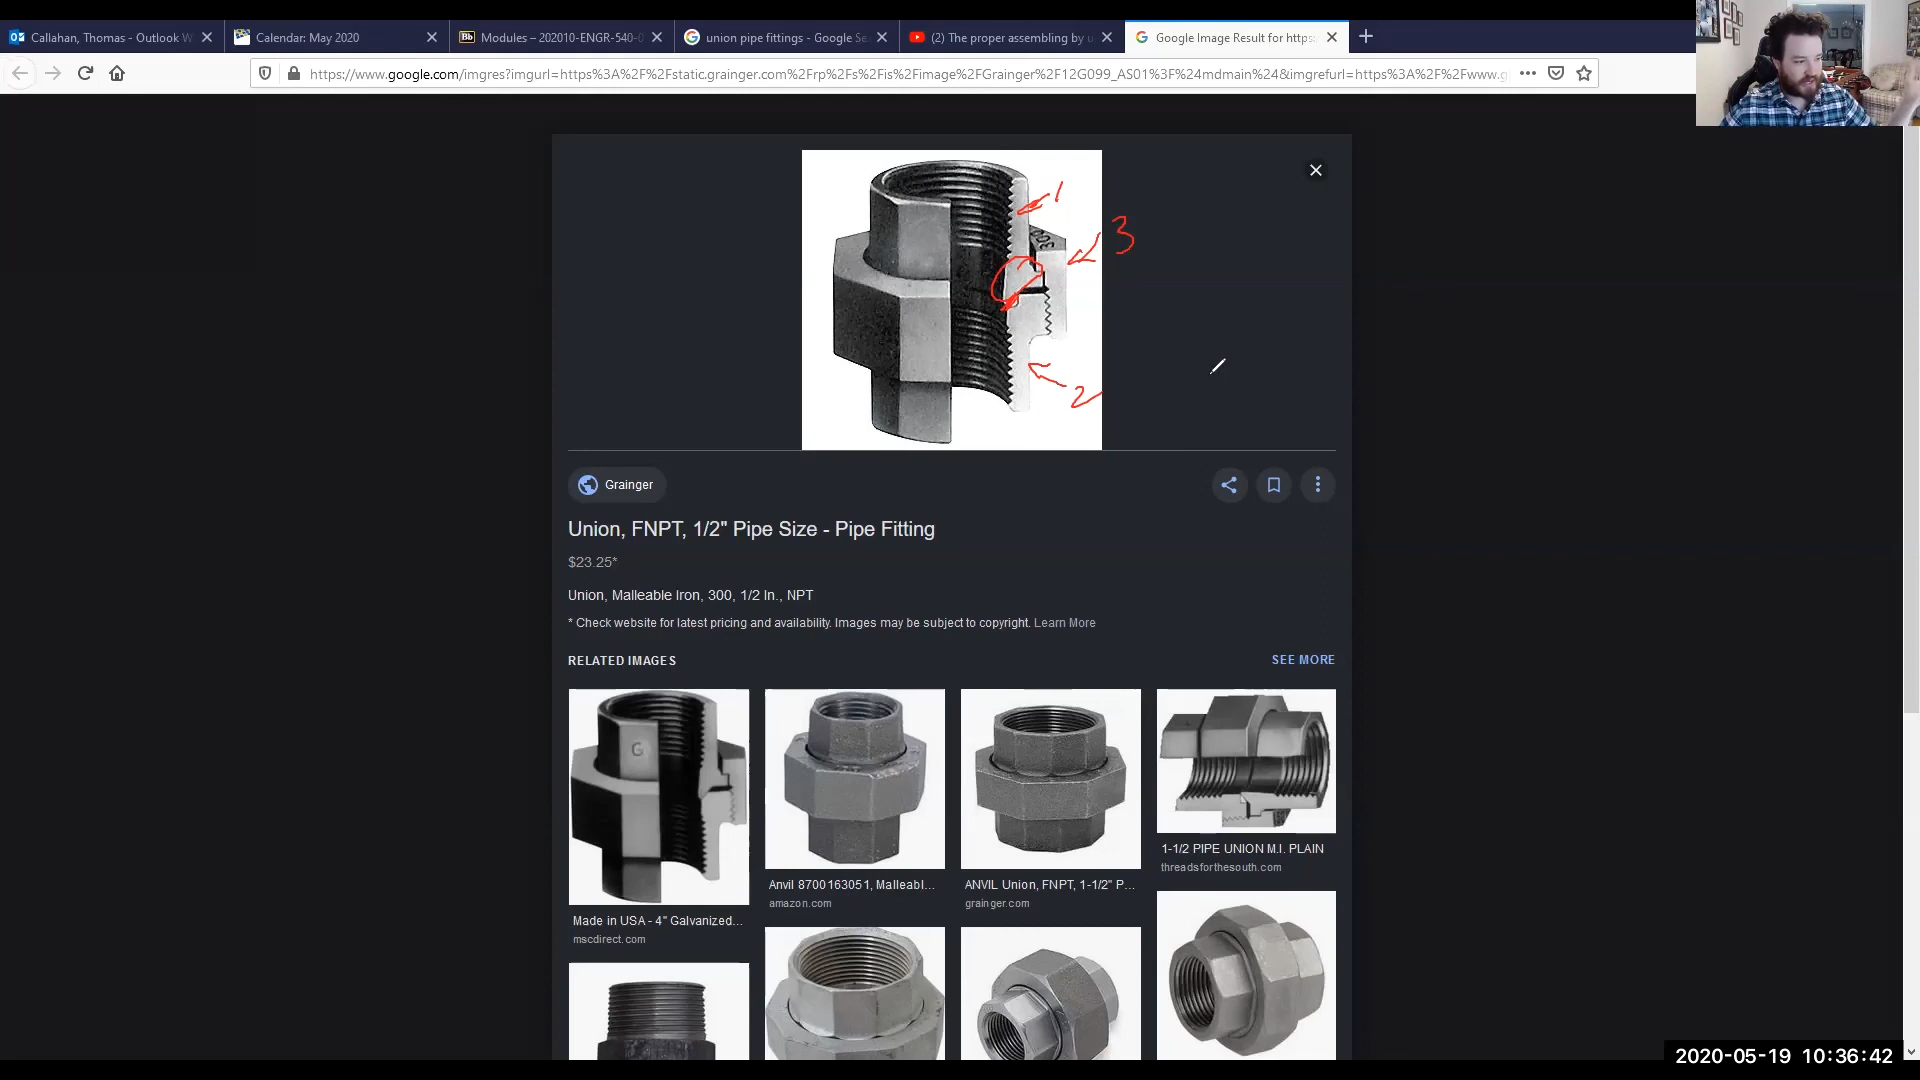 Callahan, Thomas - Outlook W
Calendar: May 2020
Bb Modules – 202010-ENGR-540-0
union pipe fittings - Google Se
(2) The proper assembling by u
Google Image Result for https:
https://www.google.com/imgres?imgurl=https%3A%2F%2Fstatic.grainger.com%2Frp%2Fs%2Fis%2Fimage%2FGrainger%2F12G099_AS01%3F%24mdmain%24&imgrefurl=https%3A%2F%2Fwww.g
1
3
300
2
Grainger
Union, FNPT, 1/2" Pipe Size - Pipe Fitting
$23.25*
Union, Malleable Iron, 300, 1/2 In., NPT
* Check website for latest pricing and availability. Images may be subject to copyright. Learn More
RELATED IMAGES
SEE MORE
G
1-1/2 PIPE UNION M.I. PLAIN
threadsforthesouth.com
Anvil 8700163051, Malleabl...
amazon.com
ANVIL Union, FNPT, 1-1/2" P...
grainger.com
Made in USA - 4" Galvanized...
mscdirect.com
2020-05-19 10:36:42